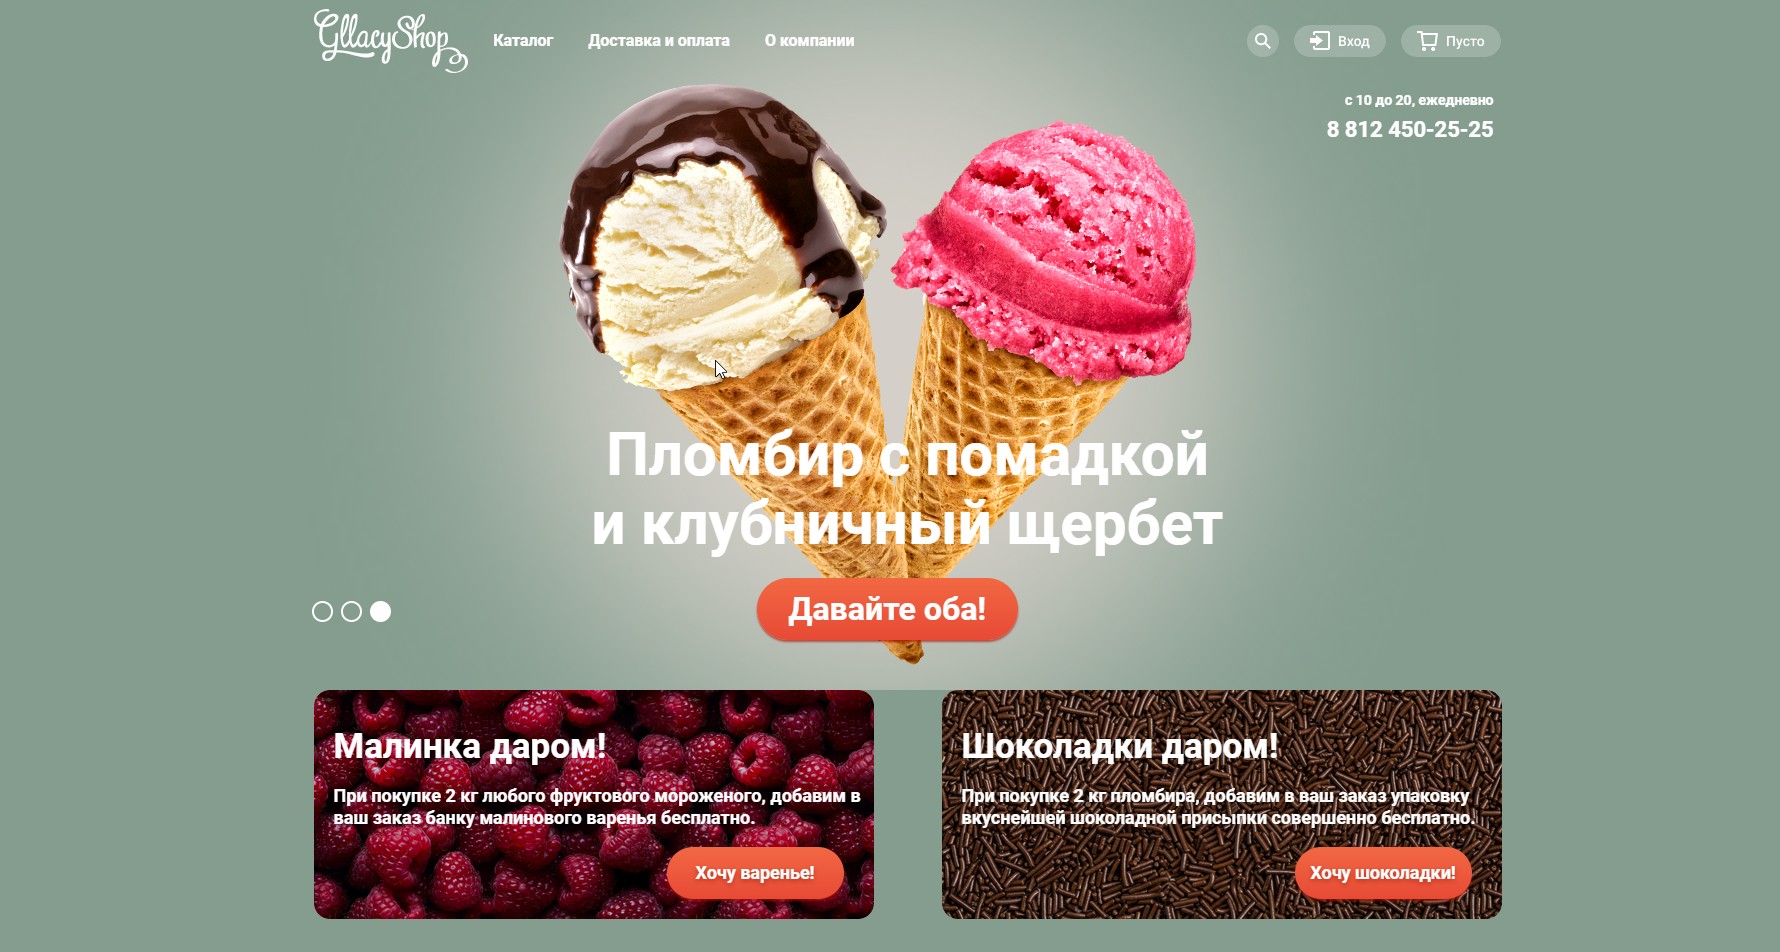 Gllacy Shop
Каталог Доставка и оплата О компании
Вход Пусто
с 10 до 20, ежедневно
8 812 450-25-25
Пломбир с помадкой
и клубничный щербет
Давайте оба!
Малинка даром!
При покупке 2 кг любого фруктового мороженого, добавим в
ваш заказ банку малинового варенья бесплатно.
Хочу варенье!
Шоколадки даром!
При покупке 2 кг пломбира, добавим в ваш заказ упаковку
вкуснейшей шоколадной присыпки совершенно бесплатно.
Хочу шоколадки!